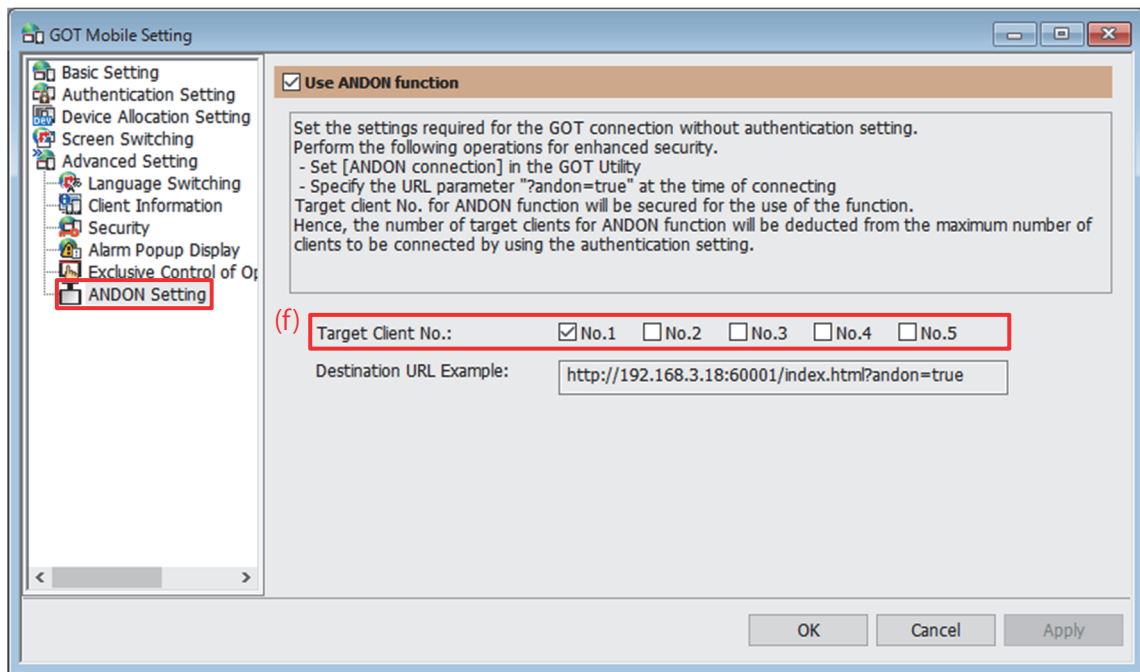 GOT Mobile Setting
Basic Setting
Authentication Setting
Device Allocation Setting
Screen Switching
Advanced Setting
Language Switching
Client Information
Security
Alarm Popup Display
Exclusive Control of Op
ANDON Setting
Use ANDON function
Set the settings required for the GOT connection without authentication setting.
Perform the following operations for enhanced security.
- Set [ANDON connection] in the GOT Utility
- Specify the URL parameter "?andon=true" at the time of connecting
Target client No. for ANDON function will be secured for the use of the function.
Hence, the number of target clients for ANDON function will be deducted from the maximum number of
clients to be connected by using the authentication setting.
(f)
Target Client No.: No.1 No.2 No.3 No.4 No.5
Destination URL Example: http://192.168.3.18:60001/index.html?andon=true
OK Cancel Apply